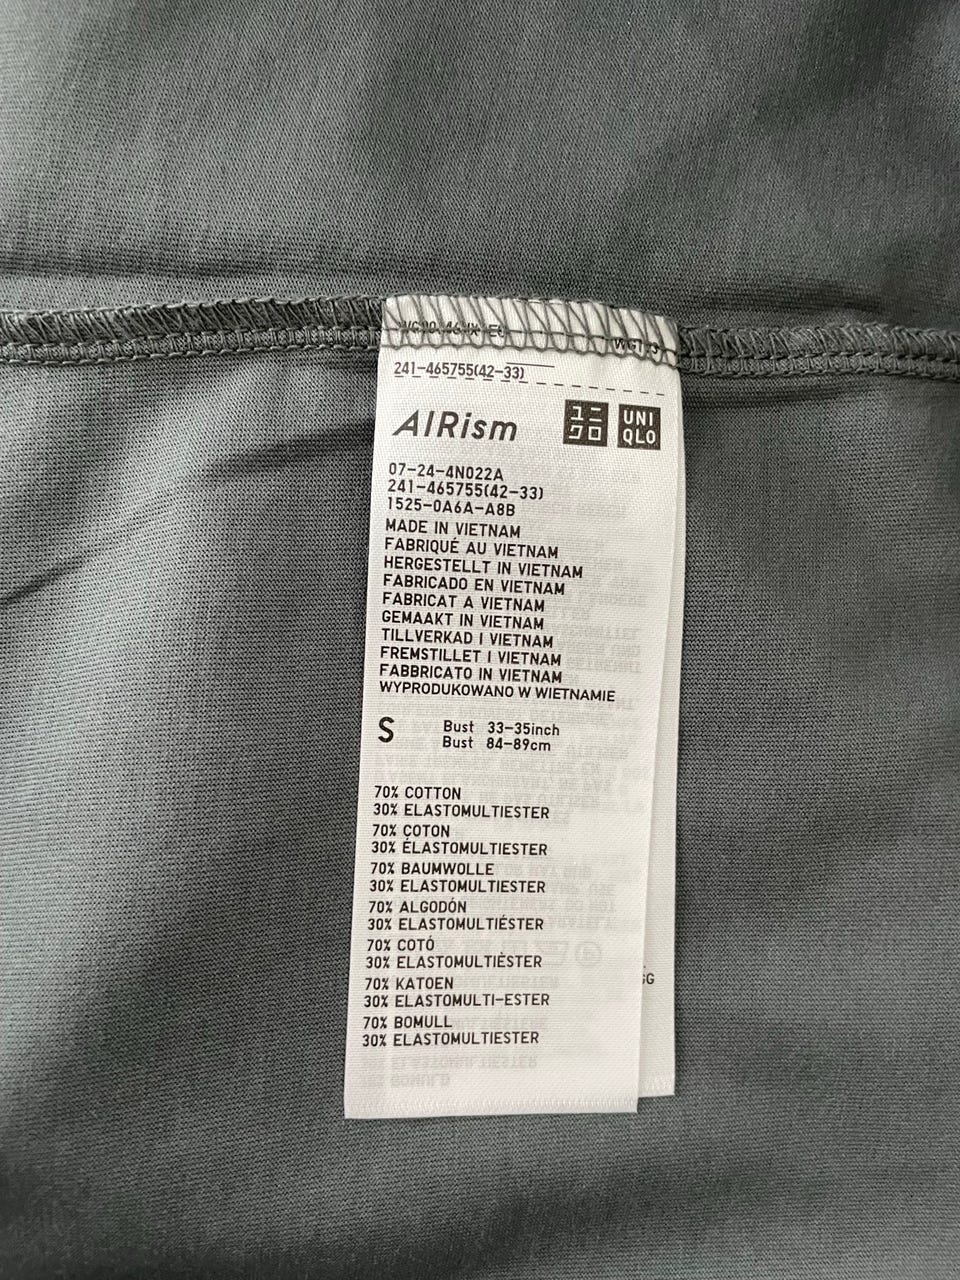 241-465755(42-33)
AIRism
ユニ
クロ
UNI
QLO
07-24-4N022A
241-465755(42-33)
1525-0A6A-A8B
MADE IN VIETNAM
FABRIQUÉ AU VIETNAM
HERGESTELLT IN VIETNAM
FABRICADO EN VIETNAM
FABRICAT A VIETNAM
GEMAAKT IN VIETNAM
TILLVERKAD I VIETNAM
FREMSTILLET I VIETNAM
FABBRICATO IN VIETNAM
WYPRODUKOWANO W WIETNAMIE
S Bust 33-35inch
Bust 84-89cm
70% COTTON
30% ELASTOMULTIESTER
70% COTON
30% ÉLASTOMULTIESTER
70% BAUMWOLLE
30% ELASTOMULTIESTER
70% ALGODÓN
30% ELASTOMULTIÉSTER
70% COTÓ
30% ELASTOMULTIÈSTER
70% KATOEN
30% ELASTOMULTI-ESTER
70% BOMULL
30% ELASTOMULTIESTER